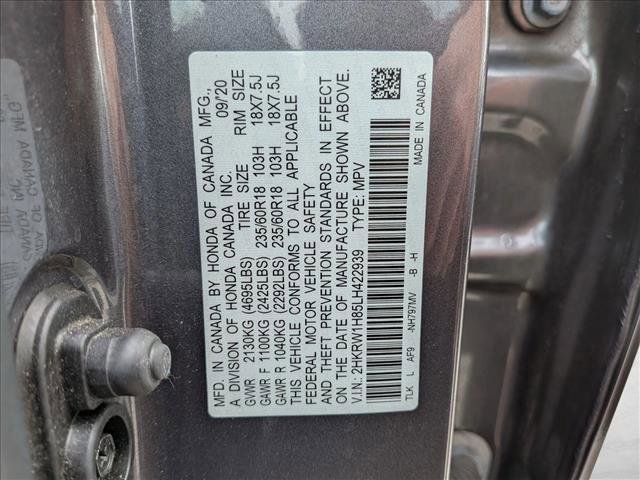 MFD. IN CANADA BY HONDA OF CANADA MFG.,
A DIVISION OF HONDA CANADA INC. 09/20
TIRE SIZE RIM SIZE
GVWR 2130KG (4695LBS)
GAWR F 1100KG (2425LBS) 235/60R18 103H 18X7.5J
GAWR R 1040KG (2292LBS) 235/60R18 103H 18X7.5J
THIS VEHICLE CONFORMS TO ALL APPLICABLE
FEDERAL MOTOR VEHICLE SAFETY
AND THEFT PREVENTION STANDARDS IN EFFECT
ON THE DATE OF MANUFACTURE SHOWN ABOVE.
V.I.N: 2HKRW1H85LH422939 TYPE: MPV
TLK L AF9 -NH797MV -B -H
MADE IN CANADA